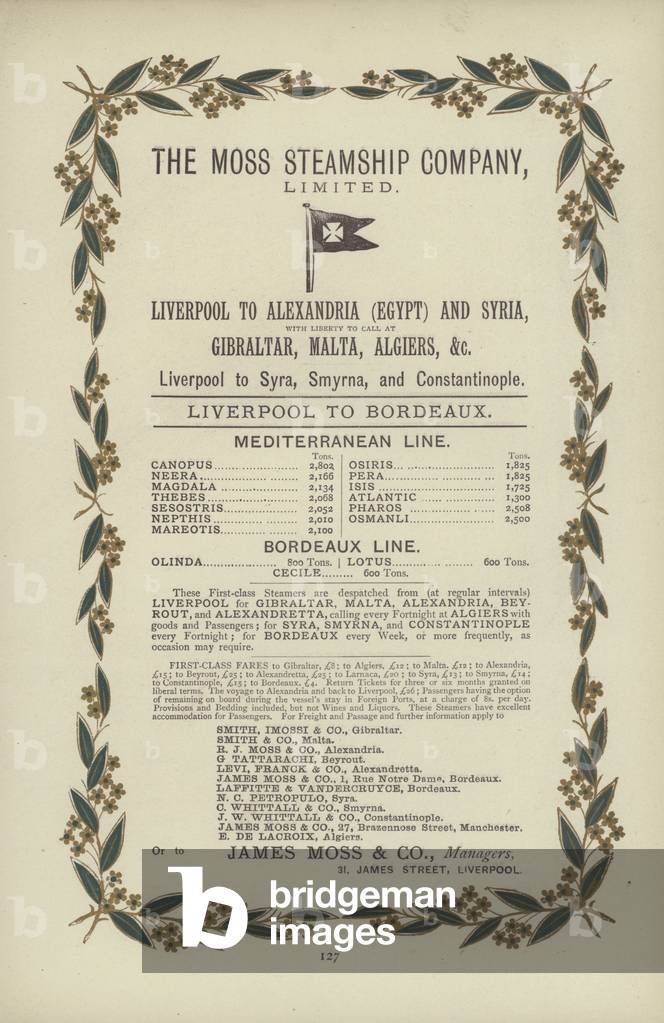 THE MOSS STEAMSHIP COMPANY,
LIMITED.
LIVERPOOL TO ALEXANDRIA (EGYPT) AND SYRIA,
WITH LIBERTY TO CALL AT
GIBRALTAR, MALTA, ALGIERS, &c.
Liverpool to Syra, Smyrna, and Constantinople.
LIVERPOOL TO BORDEAUX.
MEDITERRANEAN LINE.
Tons.
CANOPUS 2,802
NEERA 2,166
MAGDALA 2,134
THEBES 2,068
SESOSTRIS 2,052
NEPTHIS 2,010
MAREOTIS 2,100
Tons.
OSIRIS 1,825
PERA 1,825
ISIS 1,725
ATLANTIC 1,300
PHAROS 2,508
OSMANLI 2,500
BORDEAUX LINE.
OLINDA 800 Tons. | LOTUS 600 Tons.
CECILE 600 Tons.
These First-class Steamers are despatched from (at regular intervals)
LIVERPOOL for GIBRALTAR, MALTA, ALEXANDRIA, BEY-
ROUT, and ALEXANDRETTA, calling every Fortnight at ALGIERS with
goods and Passengers; for SYRA, SMYRNA, and CONSTANTINOPLE
every Fortnight; for BORDEAUX every Week, or more frequently, as
occasion may require.
FIRST-CLASS FARES to Gibraltar, £8; to Algiers, £12; to Malta, £12; to Alexandria,
£15; to Beyrout, £25; to Alexandretta, £25; to Larnaca, £20; to Syra, £13; to Smyrna, £14;
to Constantinople, £15; to Bordeaux, £4. Return Tickets for three or six months granted on
liberal terms. The voyage to Alexandria and back to Liverpool, £26; Passengers having the option
of remaining on board during the vessel's stay in Foreign Ports, at a charge of 8s. per day.
Provisions and Bedding included, but not Wines and Liquors. These Steamers have excellent
accommodation for Passengers. For Freight and Passage and further information apply to
SMITH, IMOSSI & CO., Gibraltar.
SMITH & CO., Malta.
R. J. MOSS & CO., Alexandria.
G TATTARACHI, Beyrout.
LEVI, FRANCK & CO., Alexandretta.
JAMES MOSS & CO., 1, Rue Notre Dame, Bordeaux.
LAFFITTE & VANDERCRUYCE, Bordeaux.
N. C. PETROPULO, Syra.
C. WHITTALL & CO., Smyrna.
J. W. WHITTALL & CO., Constantinople.
JAMES MOSS & CO., 27, Brazennose Street, Manchester.
E. DE LACROIX, Algiers.
Or to JAMES MOSS & CO., Managers,
31, JAMES STREET, LIVERPOOL.
b bridgeman
images
127